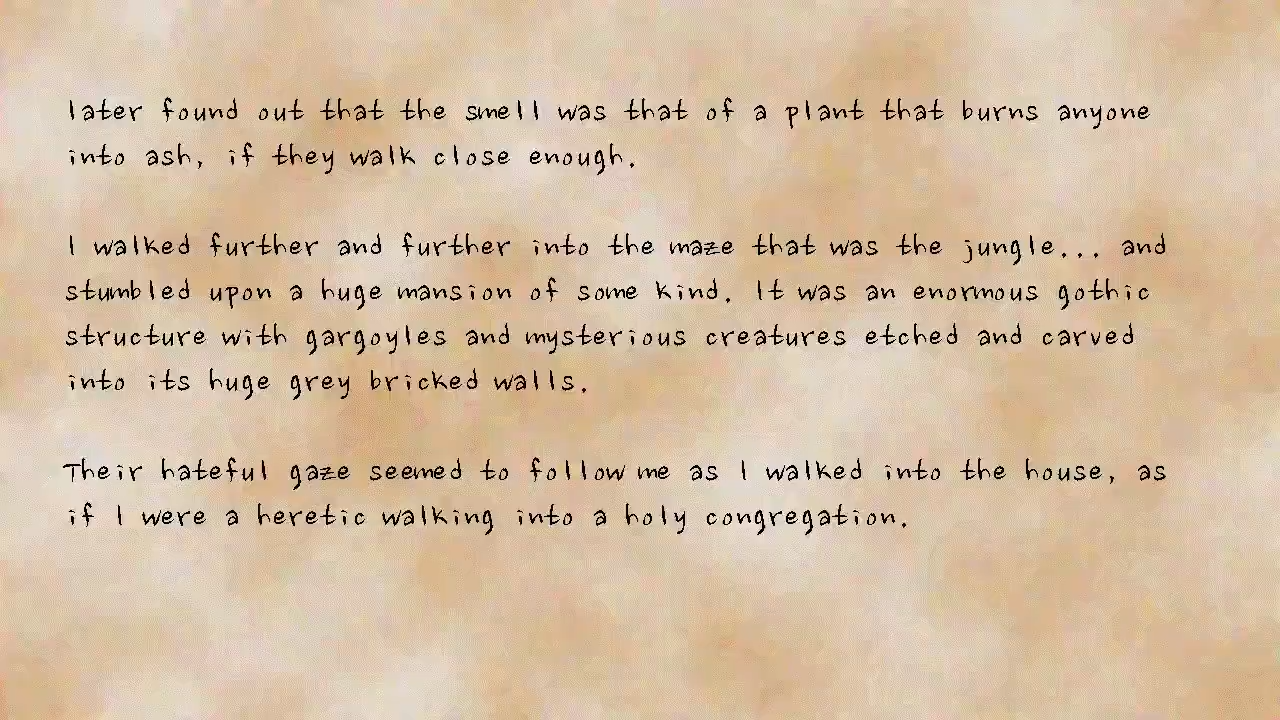 later found out that the smell was that of a plant that burns anyone
into ash, if they walk close enough.
I walked further and further into the maze that was the jungle... and
stumbled upon a huge mansion of some kind. It was an enormous gothic
structure with gargoyles and mysterious creatures etched and carved
into its huge grey bricked walls.
Their hateful gaze seemed to follow me as I walked into the house, as
if I were a heretic walking into a holy congregation.